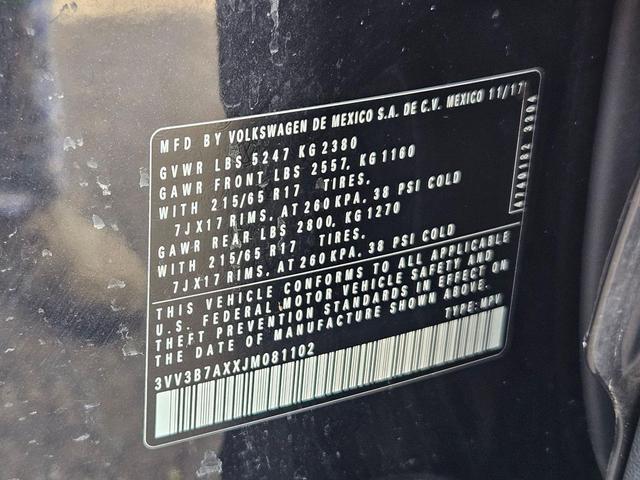 MFD BY VOLKSWAGEN DE MEXICO S.A. DE C.V. MEXICO 11/17
GVWR LBS 5247 KG 2380
GAWR FRONT LBS 2557, KG 1160
WITH 215/65 R17 TIRES.
7JX17 RIMS, AT 260 KPA, 38 PSI COLD
GAWR REAR LBS 2800, KG 1270
WITH 215/65 R17 TIRES.
7JX17 RIMS, AT 260 KPA, 38 PSI COLD
THIS VEHICLE CONFORMS TO ALL APPLICABLE
U.S. FEDERAL MOTOR VEHICLE SAFETY AND
THEFT PREVENTION STANDARDS IN EFFECT ON
THE DATE OF MANUFACTURE SHOWN ABOVE.
TYPE: MPV
3VV3B7AXXJM081102